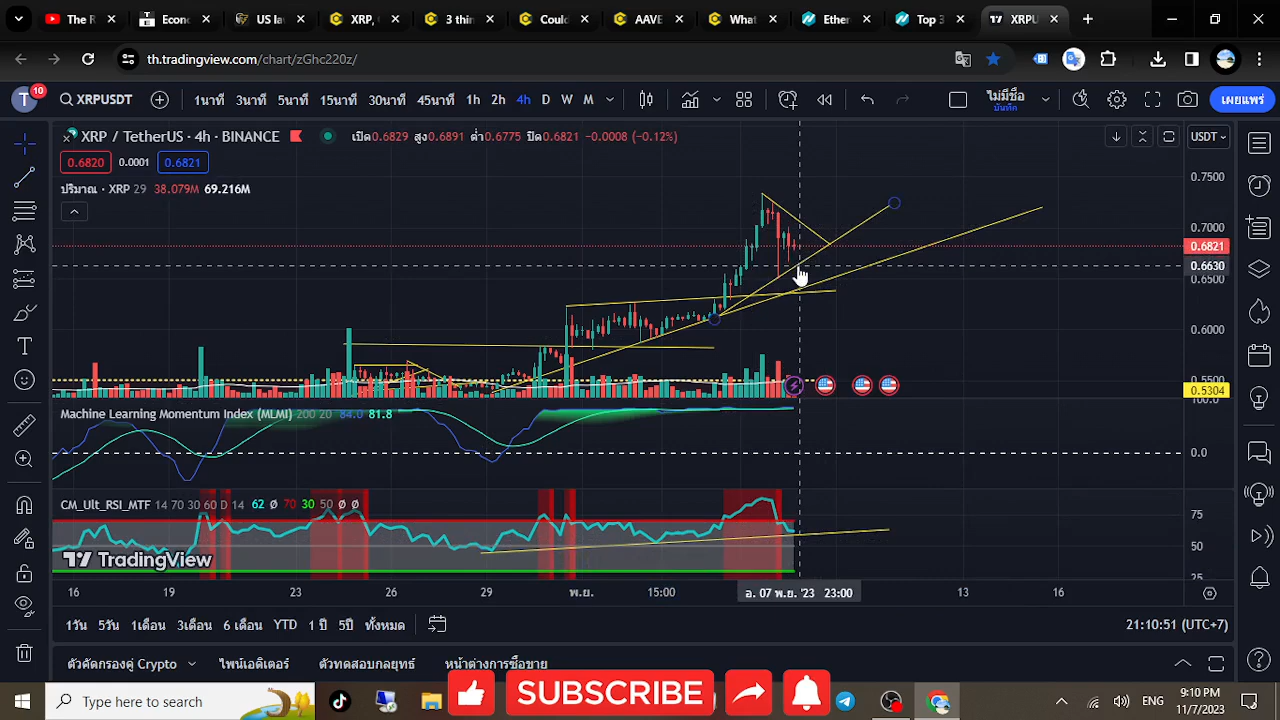 The R
Econo
US la
XRP,
3 thin
Coul
AAVE
What
Ether
Top 3
XRPU
th.tradingview.com/chart/zGhc220z/
T 10 XRPUSDT 1นาที 3นาที 5นาที 15นาที 30นาที 45นาที 1h 2h 4h D W M ไม่มีชื่อ เผยแพร่
บันทึก
XRP / TetherUS · 4h · BINANCE เปิด0.6829 สูง0.6891 ต่ำ0.6775 ปิด0.6821 -0.0008 (-0.12%) USDT
0.6820 0.0001 0.6821
ปริมาณ · XRP 29 38.079M 69.216M
0.7500
0.7000
0.6821
0.6630
0.6500
0.6000
0.5500
0.5304
100.0
Machine Learning Momentum Index (MLMI) 200 20 84.0 81.8
0.0
CM_Ult_RSI_MTF 14 70 30 60 D 14 62 Ø 70 30 50 Ø Ø
75
50
25
TradingView
16 19 23 26 29 พ.ย. 15:00 อ. 07 พ.ย. '23 23:00 13 16
1วัน 5วัน 1เดือน 3เดือน 6 เดือน YTD 1 ปี 5ปี ทั้งหมด 21:10:51 (UTC+7)
ตัวคัดกรองคู่ Crypto ไพน์เอดิเตอร์ ตัวทดสอบกลยุทธ์ หน้าต่างการซื้อขาย
SUBSCRIBE
Type here to search ENG 9:10 PM
11/7/2023